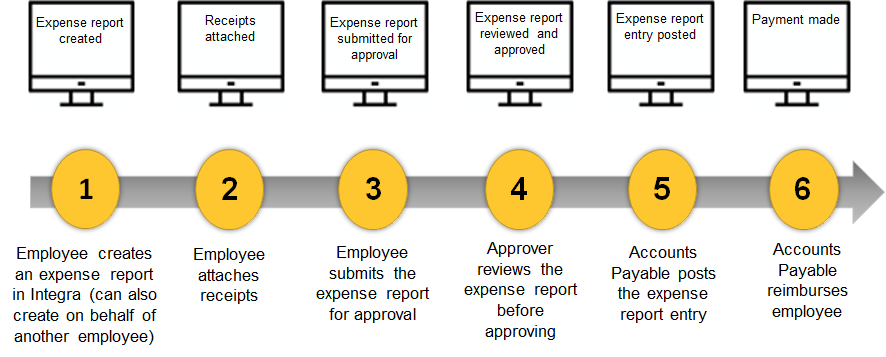 Expense report
created
Receipts
attached
Expense report
submitted for
approval
Expense report
reviewed and
approved
Expense report
entry posted
Payment made
1
2
3
4
5
6
Employee creates
an expense report
in Integra (can also
create on behalf of
another employee)
Employee
attaches
receipts
Employee
submits the
expense report
for approval
Approver
reviews the
expense report
before
approving
Accounts
Payable posts
the expense
report entry
Accounts
Payable
reimburses
employee